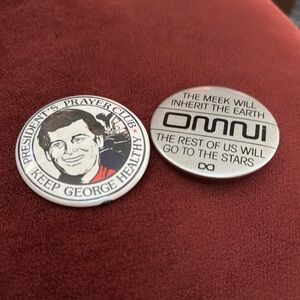 PRESIDENT'S PRAYER CLUB
KEEP GEORGE HEALTHY
THE MEEK WILL
INHERIT THE EARTH
OMNI
THE REST OF US WILL
GO TO THE STARS